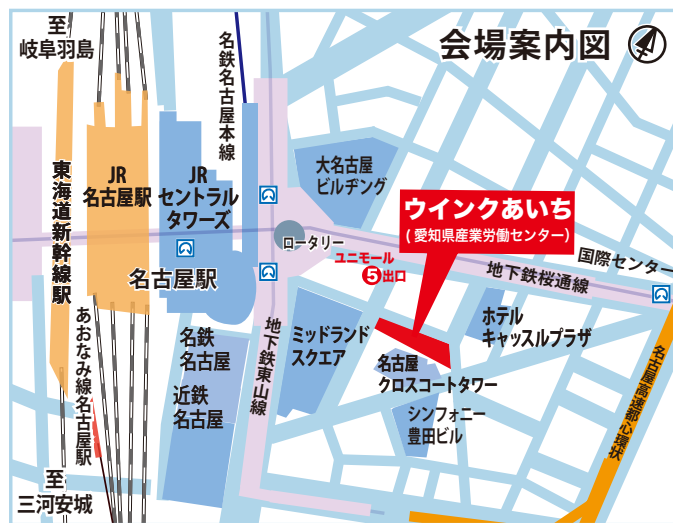 会場案内図
至
岐阜羽島
名鉄名古屋本線
東海道新幹線駅
JR
名古屋駅
JR
セントラル
タワーズ
大名古屋
ビルヂング
ウインクあいち
(愛知県産業労働センター)
ロータリー
ユニモール
5出口
国際センター
地下鉄桜通線
名古屋駅
あおなみ線名古屋駅
名鉄
名古屋
近鉄
名古屋
地下鉄東山線
ミッドランド
スクエア
ホテル
キャッスルプラザ
名古屋
クロスコートタワー
シンフォニー
豊田ビル
名古屋高速都心環状
至
三河安城